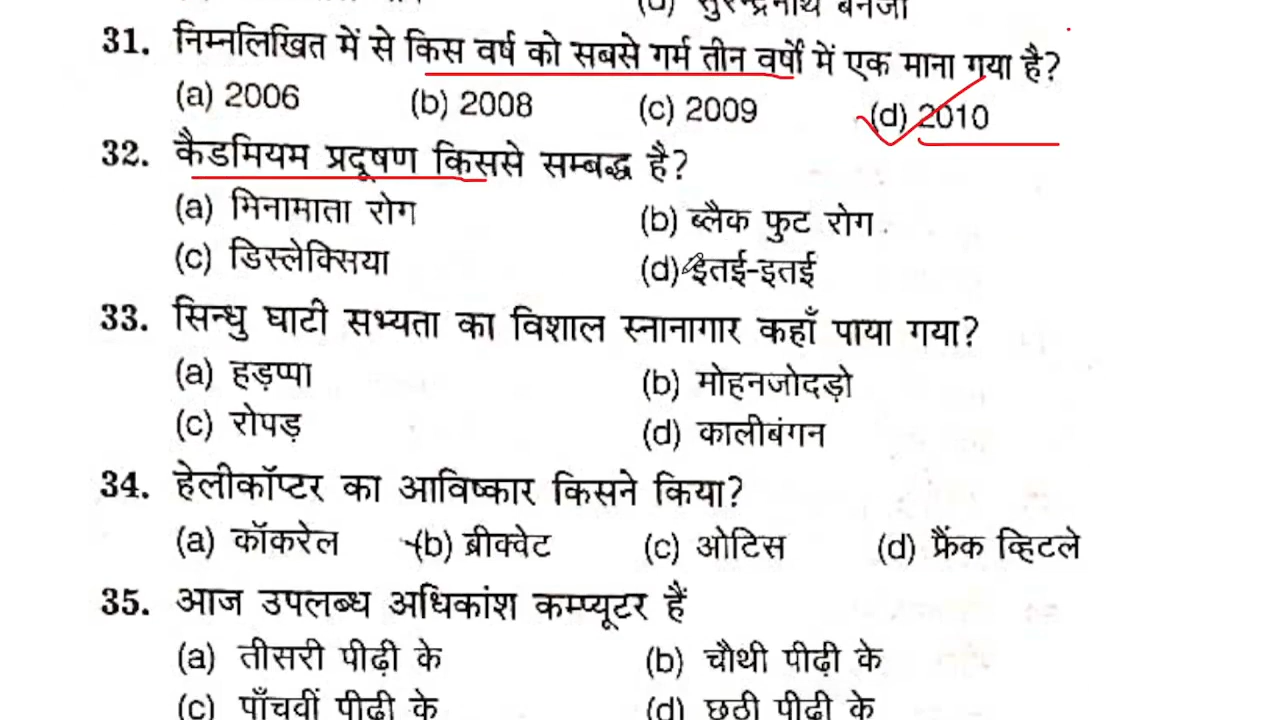 (d) सुरेन्द्रनाथ बनर्जी
31. निम्नलिखित में से किस वर्ष को सबसे गर्म तीन वर्षों में एक माना गया है?
(a) 2006 (b) 2008 (c) 2009 (d) 2010
32. कैडमियम प्रदूषण किससे सम्बद्ध है?
(a) मिनामाता रोग (b) ब्लैक फुट रोग
(c) डिस्लेक्सिया (d) इतई-इतई
33. सिन्धु घाटी सभ्यता का विशाल स्नानागार कहाँ पाया गया?
(a) हड़प्पा (b) मोहनजोदड़ो
(c) रोपड़ (d) कालीबंगन
34. हेलीकॉप्टर का आविष्कार किसने किया?
(a) कॉकरेल (b) ब्रीक्वेट (c) ओटिस (d) फ्रैंक व्हिटले
35. आज उपलब्ध अधिकांश कम्प्यूटर हैं
(a) तीसरी पीढ़ी के (b) चौथी पीढ़ी के
(c) पाँचवीं पीढ़ी के (d) छठी पीढ़ी के